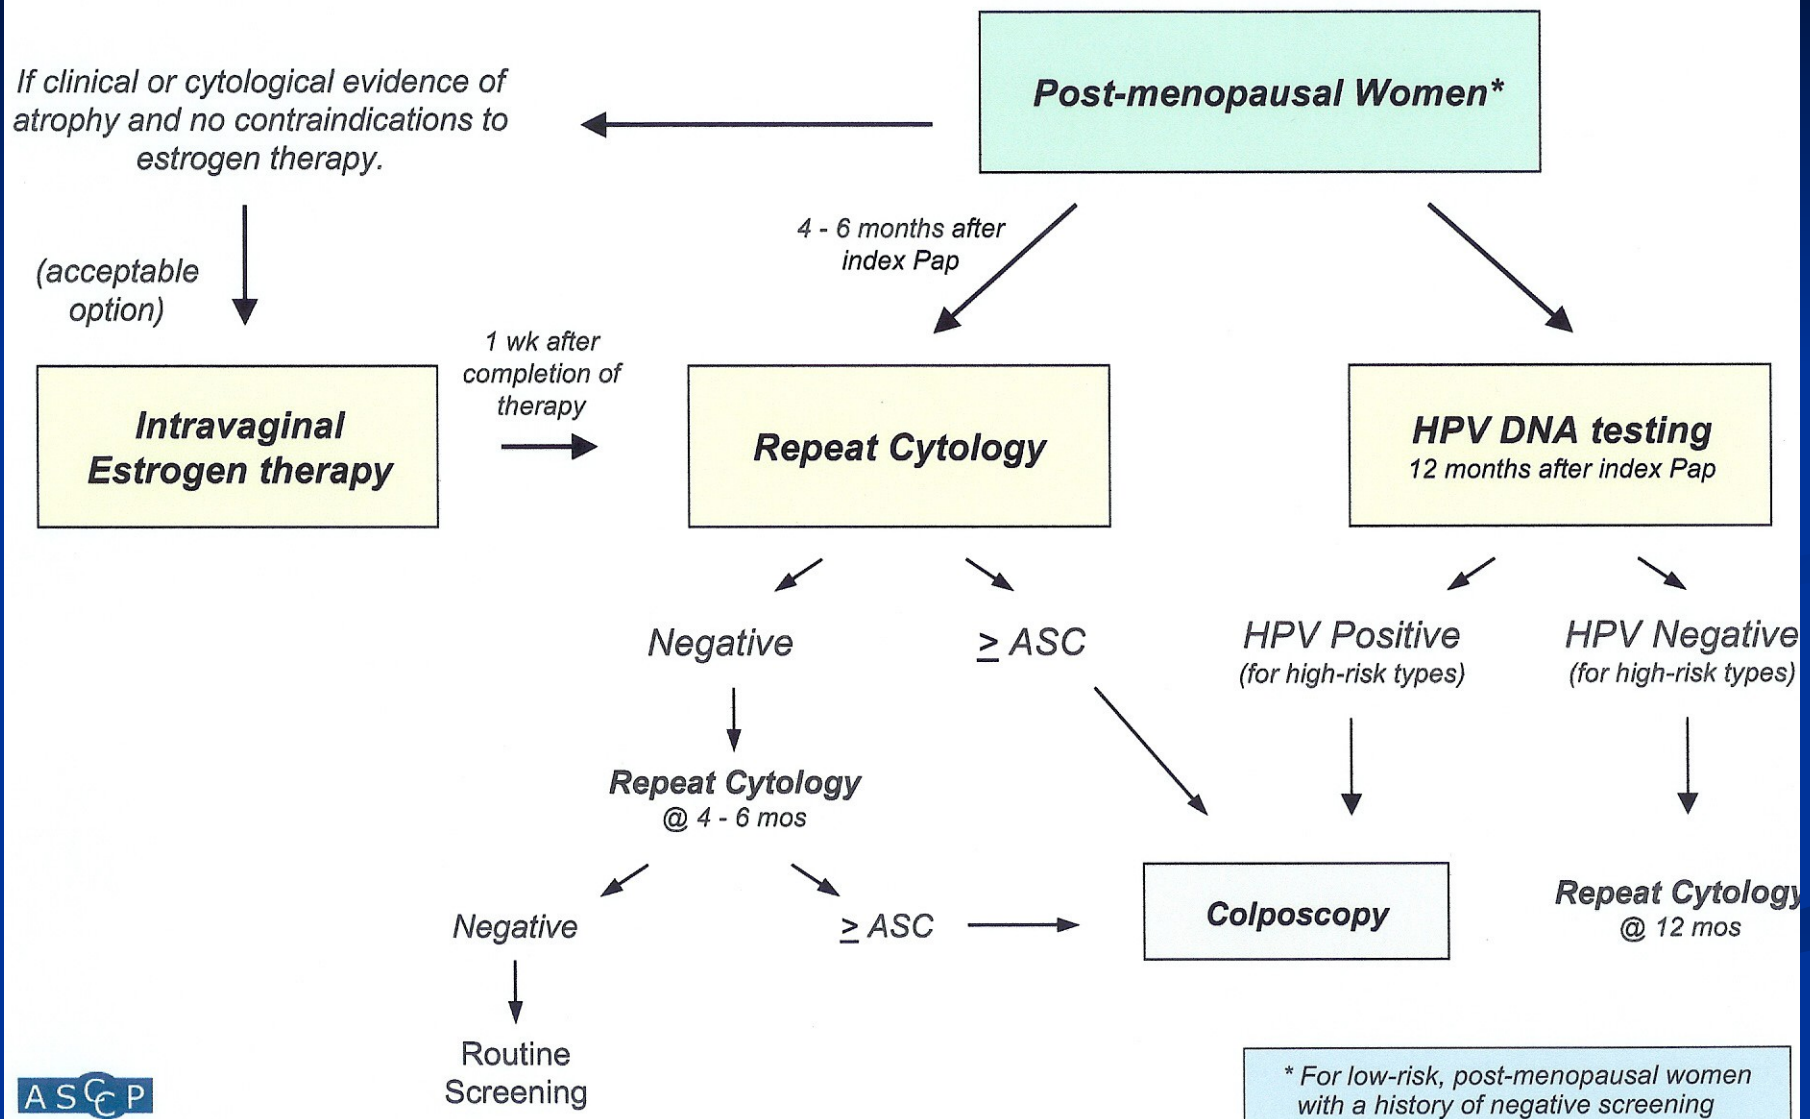 Post-menopausal Women*
If clinical or cytological evidence of
atrophy and no contraindications to
estrogen therapy.
4 - 6 months after
index Pap
(acceptable
option)
1 wk after
completion of
therapy
Intravaginal
Estrogen therapy
Repeat Cytology
HPV DNA testing
12 months after index Pap
Negative
≥ ASC
HPV Positive
(for high-risk types)
HPV Negative
(for high-risk types)
Repeat Cytology
@ 4 - 6 mos
Negative
≥ ASC
Colposcopy
Repeat Cytology
@ 12 mos
Routine
Screening
ASCCP
* For low-risk, post-menopausal women
with a history of negative screening